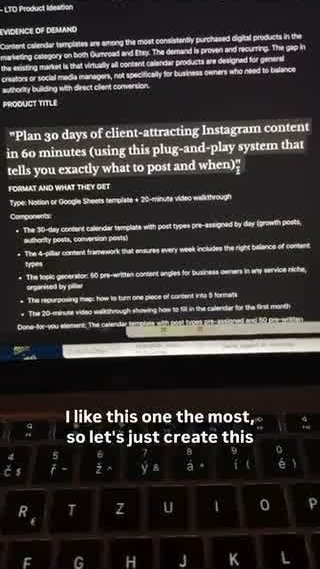 - LTO Product Ideation
EVIDENCE OF DEMAND
Content calendar templates are among the most consistently purchased digital products in the
marketing category on both Gumroad and Etsy. The demand is proven and recurring. The gap in
the existing market is that virtually all content calendar products are designed for general
creators or social media managers, not specifically for business owners who need to balance
authority building with direct client conversion.
PRODUCT TITLE
"Plan 30 days of client-attracting Instagram content
in 60 minutes (using this plug-and-play system that
tells you exactly what to post and when)"
FORMAT AND WHAT THEY GET
Type: Notion or Google Sheets template + 20-minute video walkthrough
Components:
• The 30-day content calendar template with post types pre-assigned by day (growth posts,
authority posts, conversion posts)
• The 4-pillar content framework that ensures every week includes the right balance of content
types
• The topic generator: 50 pre-written content angles for business owners in any service niche,
organised by pillar
• The repurposing map: how to turn one piece of content into 5 formats
• The 20-minute video walkthrough showing how to fill in the calendar for the first month
Done-for-you element: The calendar template with post types pre-assigned and 50 pre-written
I like this one the most,
so let's just create this
4 5 6 7 8 9 0
č $ ř ž ^ ý & á * í ( é )
R T Z U I O P
€
F G H J K L